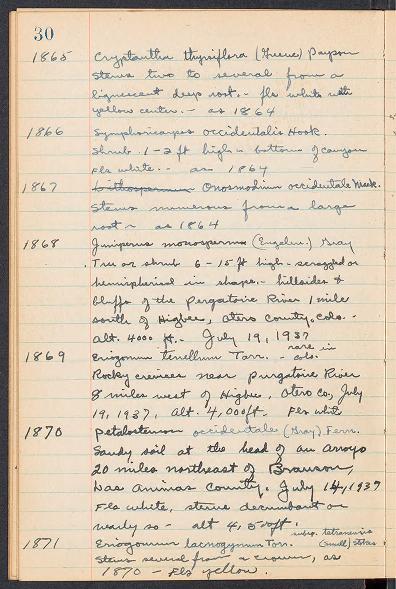 30
1865 Cryptantha thyrsiflora (Greene) Payson
Stems two to several from a
lignescent deep root. - fls white with
yellow center. - as 1864
1866 Symphoricarpos occidentalis Hook.
Shrub 1-2 ft high in bottom of canyon
Fls white. - as 1864
1867 Lithospermum Onosmodium occidentale Mack.
Stems numerous from a large
root - as 1864
1868 Juniperus monosperma (Engelm.) Gray
Tree or shrub 6-15 ft high - scraggled or
hemispherical in shape. - hillsides &
bluffs of the Purgatoire River 1 mile
south of Higbee, Otero County, Colo. -
Alt. 4000 ft. - July 19, 1937
1869 Eriogonum tenellum Torr. - rare in
Rocky crevices near Purgatoire River
8 miles west of Higbee, Otero Co., July
19, 1937, Alt. 4,000 ft. Fls white
1870 Petalostemon occidentale (Gray) Fern.
Sandy soil at the head of an arroyo
20 miles northeast of Branson,
Las Animas County. July 14, 1937
Fls white, stems decumbent or
nearly so - alt 4,500 ft.
1871 Eriogonum lachnogynum Torr. subsp. tetraneuris (Small) Stokes
Stems several from a crown, as
1870 - Fls yellow.